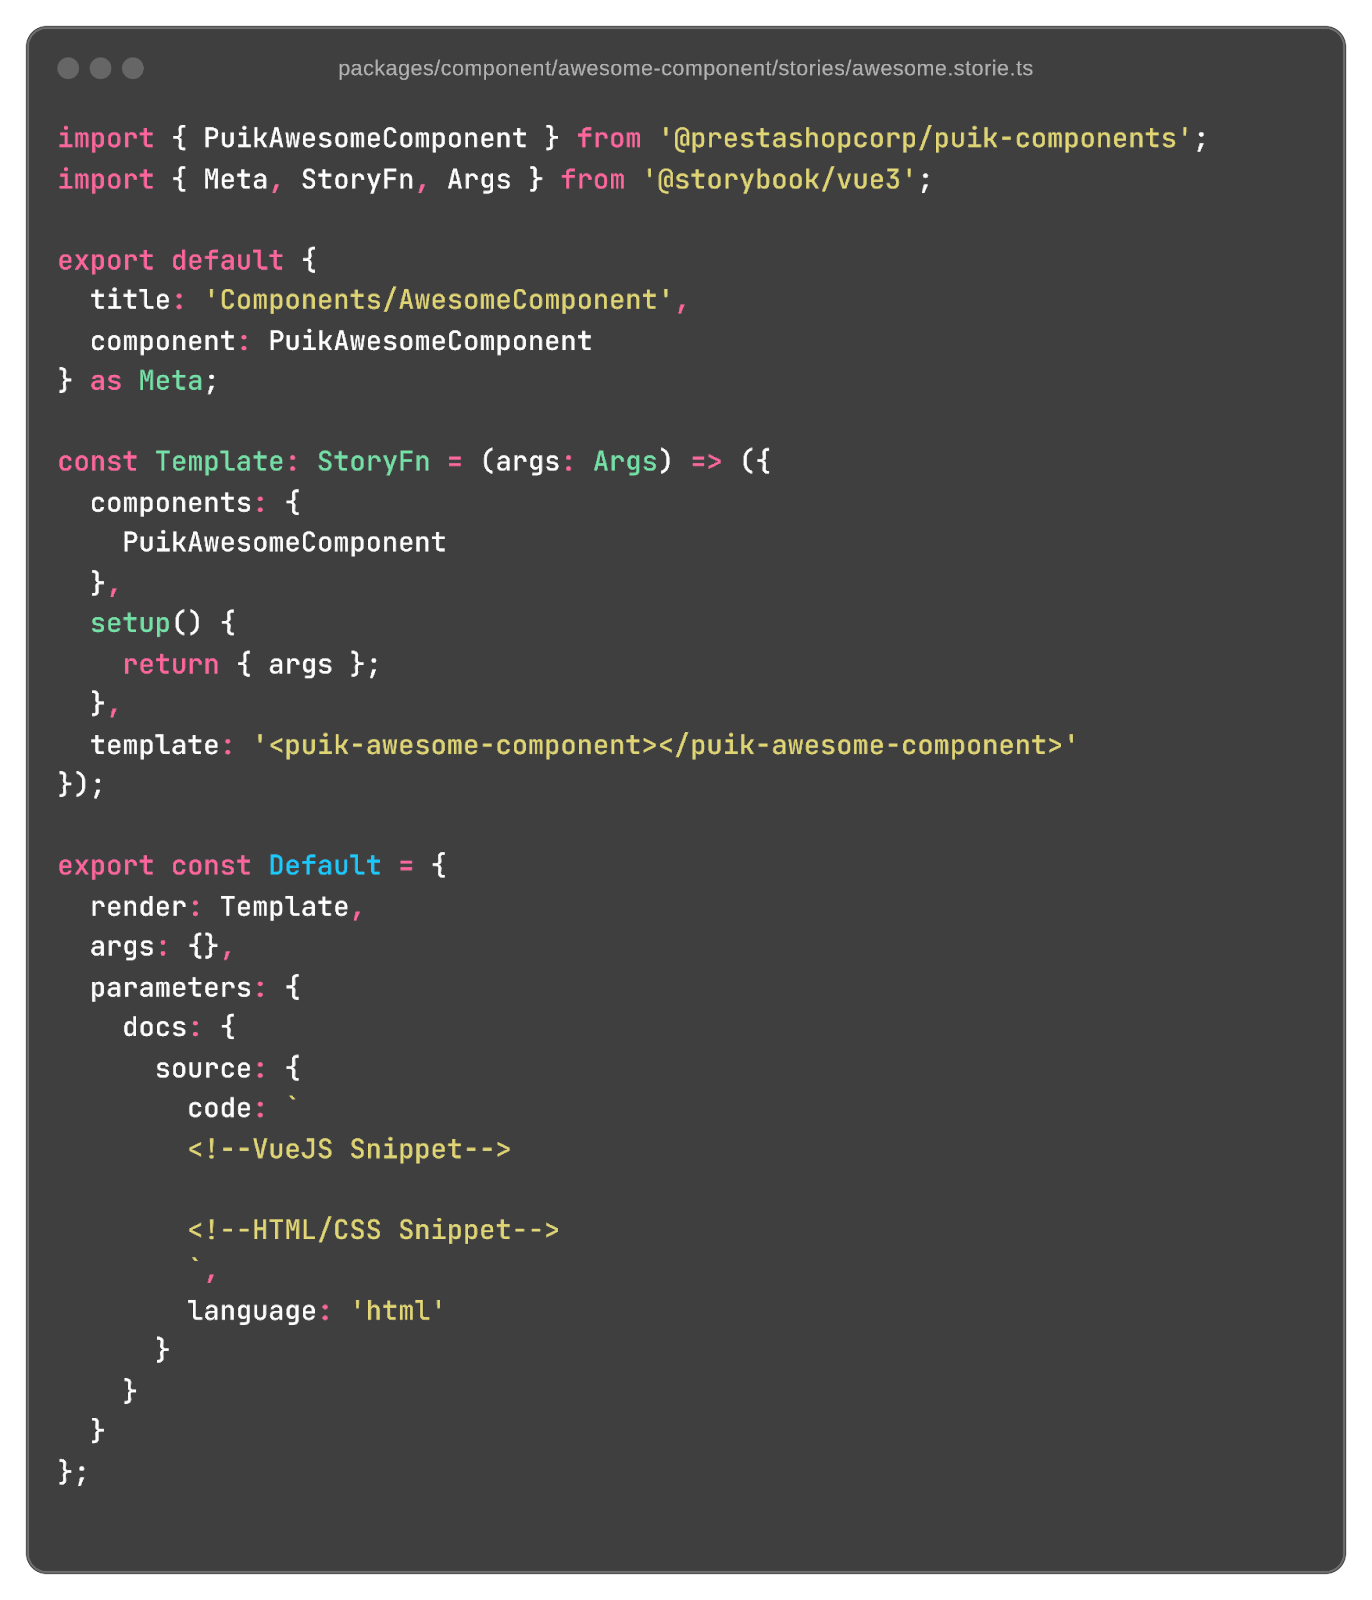 packages/component/awesome-component/stories/awesome.storie.ts
import { PuikAwesomeComponent } from '@prestashopcorp/puik-components';
import { Meta, StoryFn, Args } from '@storybook/vue3';

export default {
  title: 'Components/AwesomeComponent',
  component: PuikAwesomeComponent
} as Meta;

const Template: StoryFn = (args: Args) => ({
  components: {
    PuikAwesomeComponent
  },
  setup() {
    return { args };
  },
  template: '<puik-awesome-component></puik-awesome-component>'
});

export const Default = {
  render: Template,
  args: {},
  parameters: {
    docs: {
      source: {
        code: `
        <!--VueJS Snippet-->

        <!--HTML/CSS Snippet-->
        `,
        language: 'html'
      }
    }
  }
};